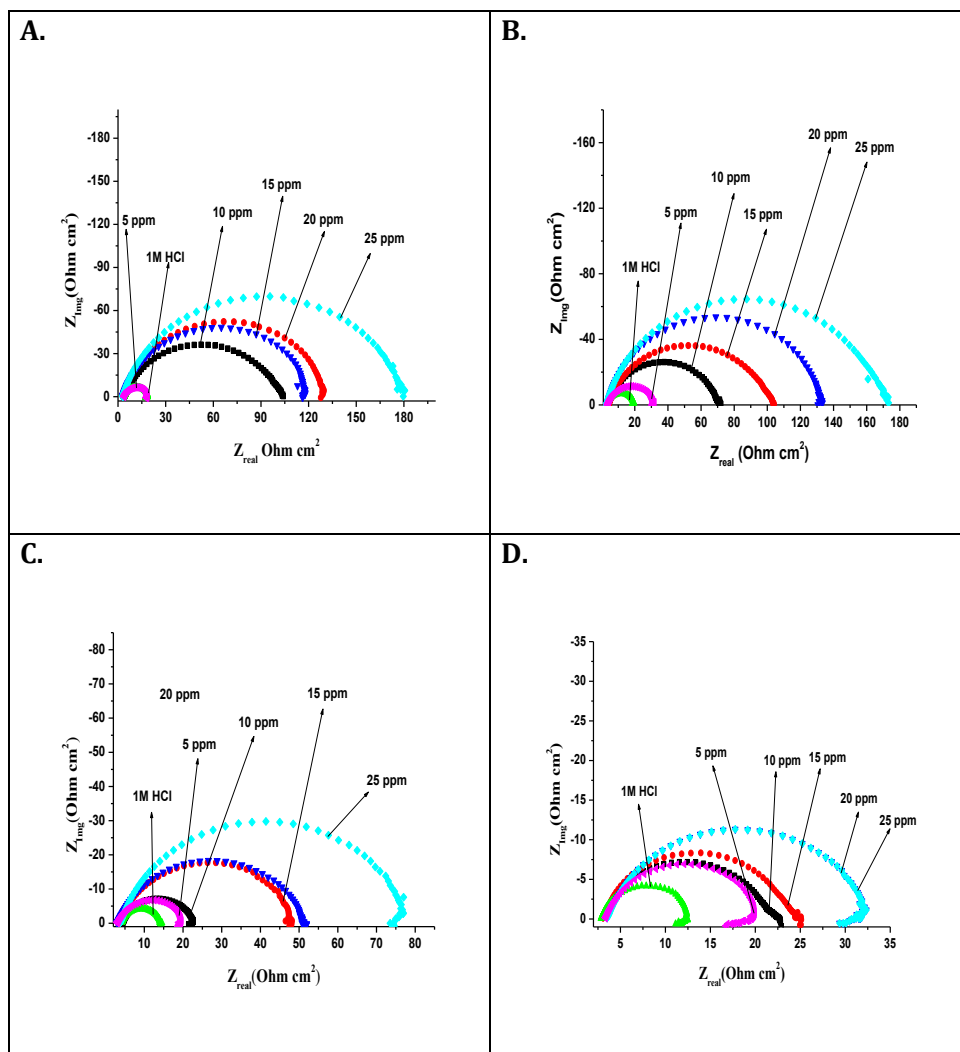 A.
-180
-150
-120
-90
-60
-30
0
Z_Img(Ohm cm²)
5 ppm
1M HCl
10 ppm
15 ppm
20 ppm
25 ppm
0 30 60 90 120 150 180
Z_real Ohm cm²
B.
-160
-120
-80
-40
0
Z_Img(Ohm cm²)
1M HCl
5 ppm
10 ppm
15 ppm
20 ppm
25 ppm
20 40 60 80 100 120 140 160 180
Z_real (Ohm cm²)
C.
-80
-70
-60
-50
-40
-30
-20
-10
0
Z_Img(Ohm cm²)
1M HCl
20 ppm
5 ppm
10 ppm
15 ppm
25 ppm
10 20 30 40 50 60 70 80
Z_real(Ohm cm²)
D.
-35
-30
-25
-20
-15
-10
-5
0
Z_Img(Ohm cm²)
1M HCl
5 ppm
10 ppm
15 ppm
20 ppm
25 ppm
5 10 15 20 25 30 35
Z_real(Ohm cm²)